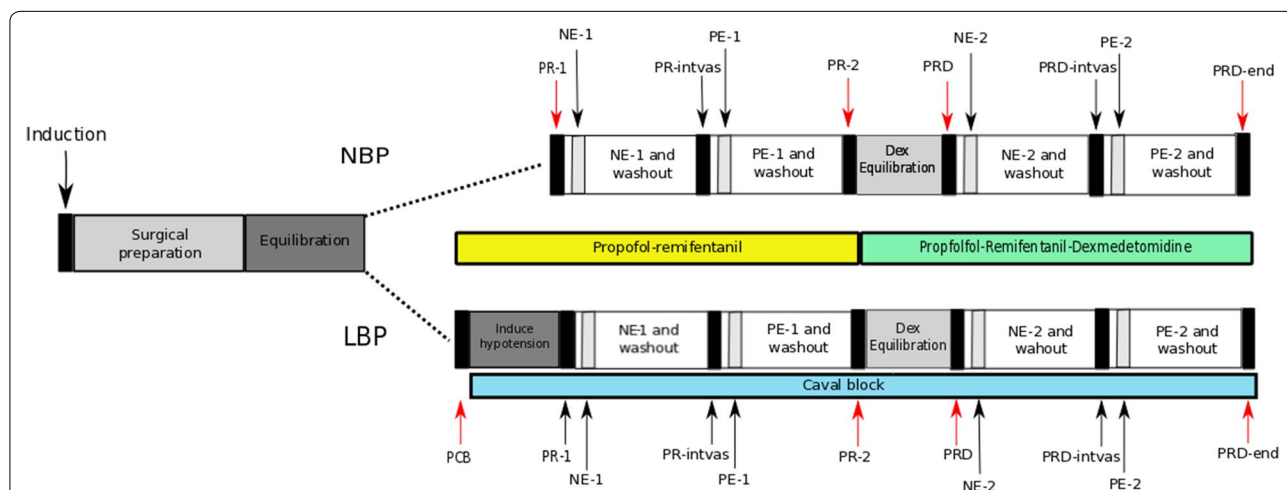 NE-1
PE-1
NE-2
PE-2
PR-1
PR-intvas
PR-2
PRD
PRD-intvas
PRD-end
Induction
NBP
NE-1 and
washout
PE-1 and
washout
Dex
Equilibration
NE-2 and
washout
PE-2 and
washout
Surgical
preparation
Equilibration
Propofol-remifentanil
Propfolfol-Remifentanil-Dexmedetomidine
LBP
Induce
hypotension
NE-1 and
washout
PE-1 and
washout
Dex
Equilibration
NE-2 and
wahout
PE-2 and
washout
Caval block
PCB
PR-1
NE-1
PR-intvas
PE-1
PR-2
PRD
NE-2
PRD-intvas
PE-2
PRD-end